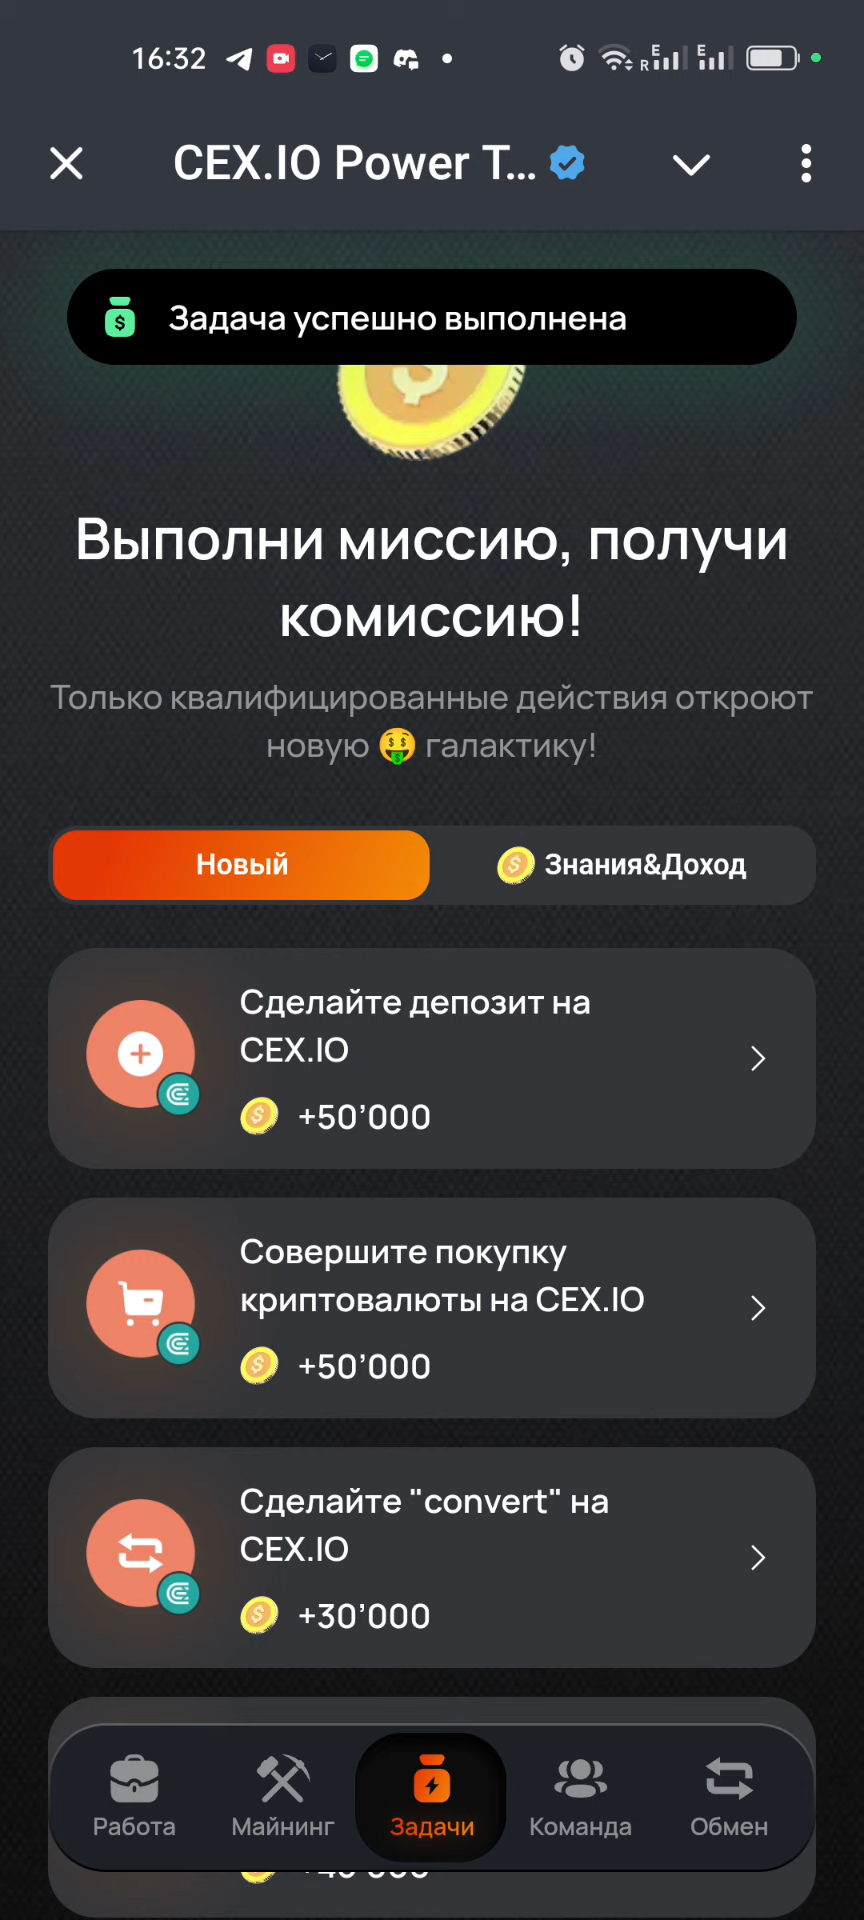 16:32
R E E
CEX.IO Power T...
Задача успешно выполнена
Выполни миссию, получи
комиссию!
Только квалифицированные действия откроют
новую 🤑 галактику!
Новый
Знания&Доход
Сделайте депозит на
CEX.IO
+50’000
Совершите покупку
криптовалюты на CEX.IO
+50’000
Сделайте "convert" на
CEX.IO
+30’000
Работа
Майнинг
Задачи
Команда
Обмен